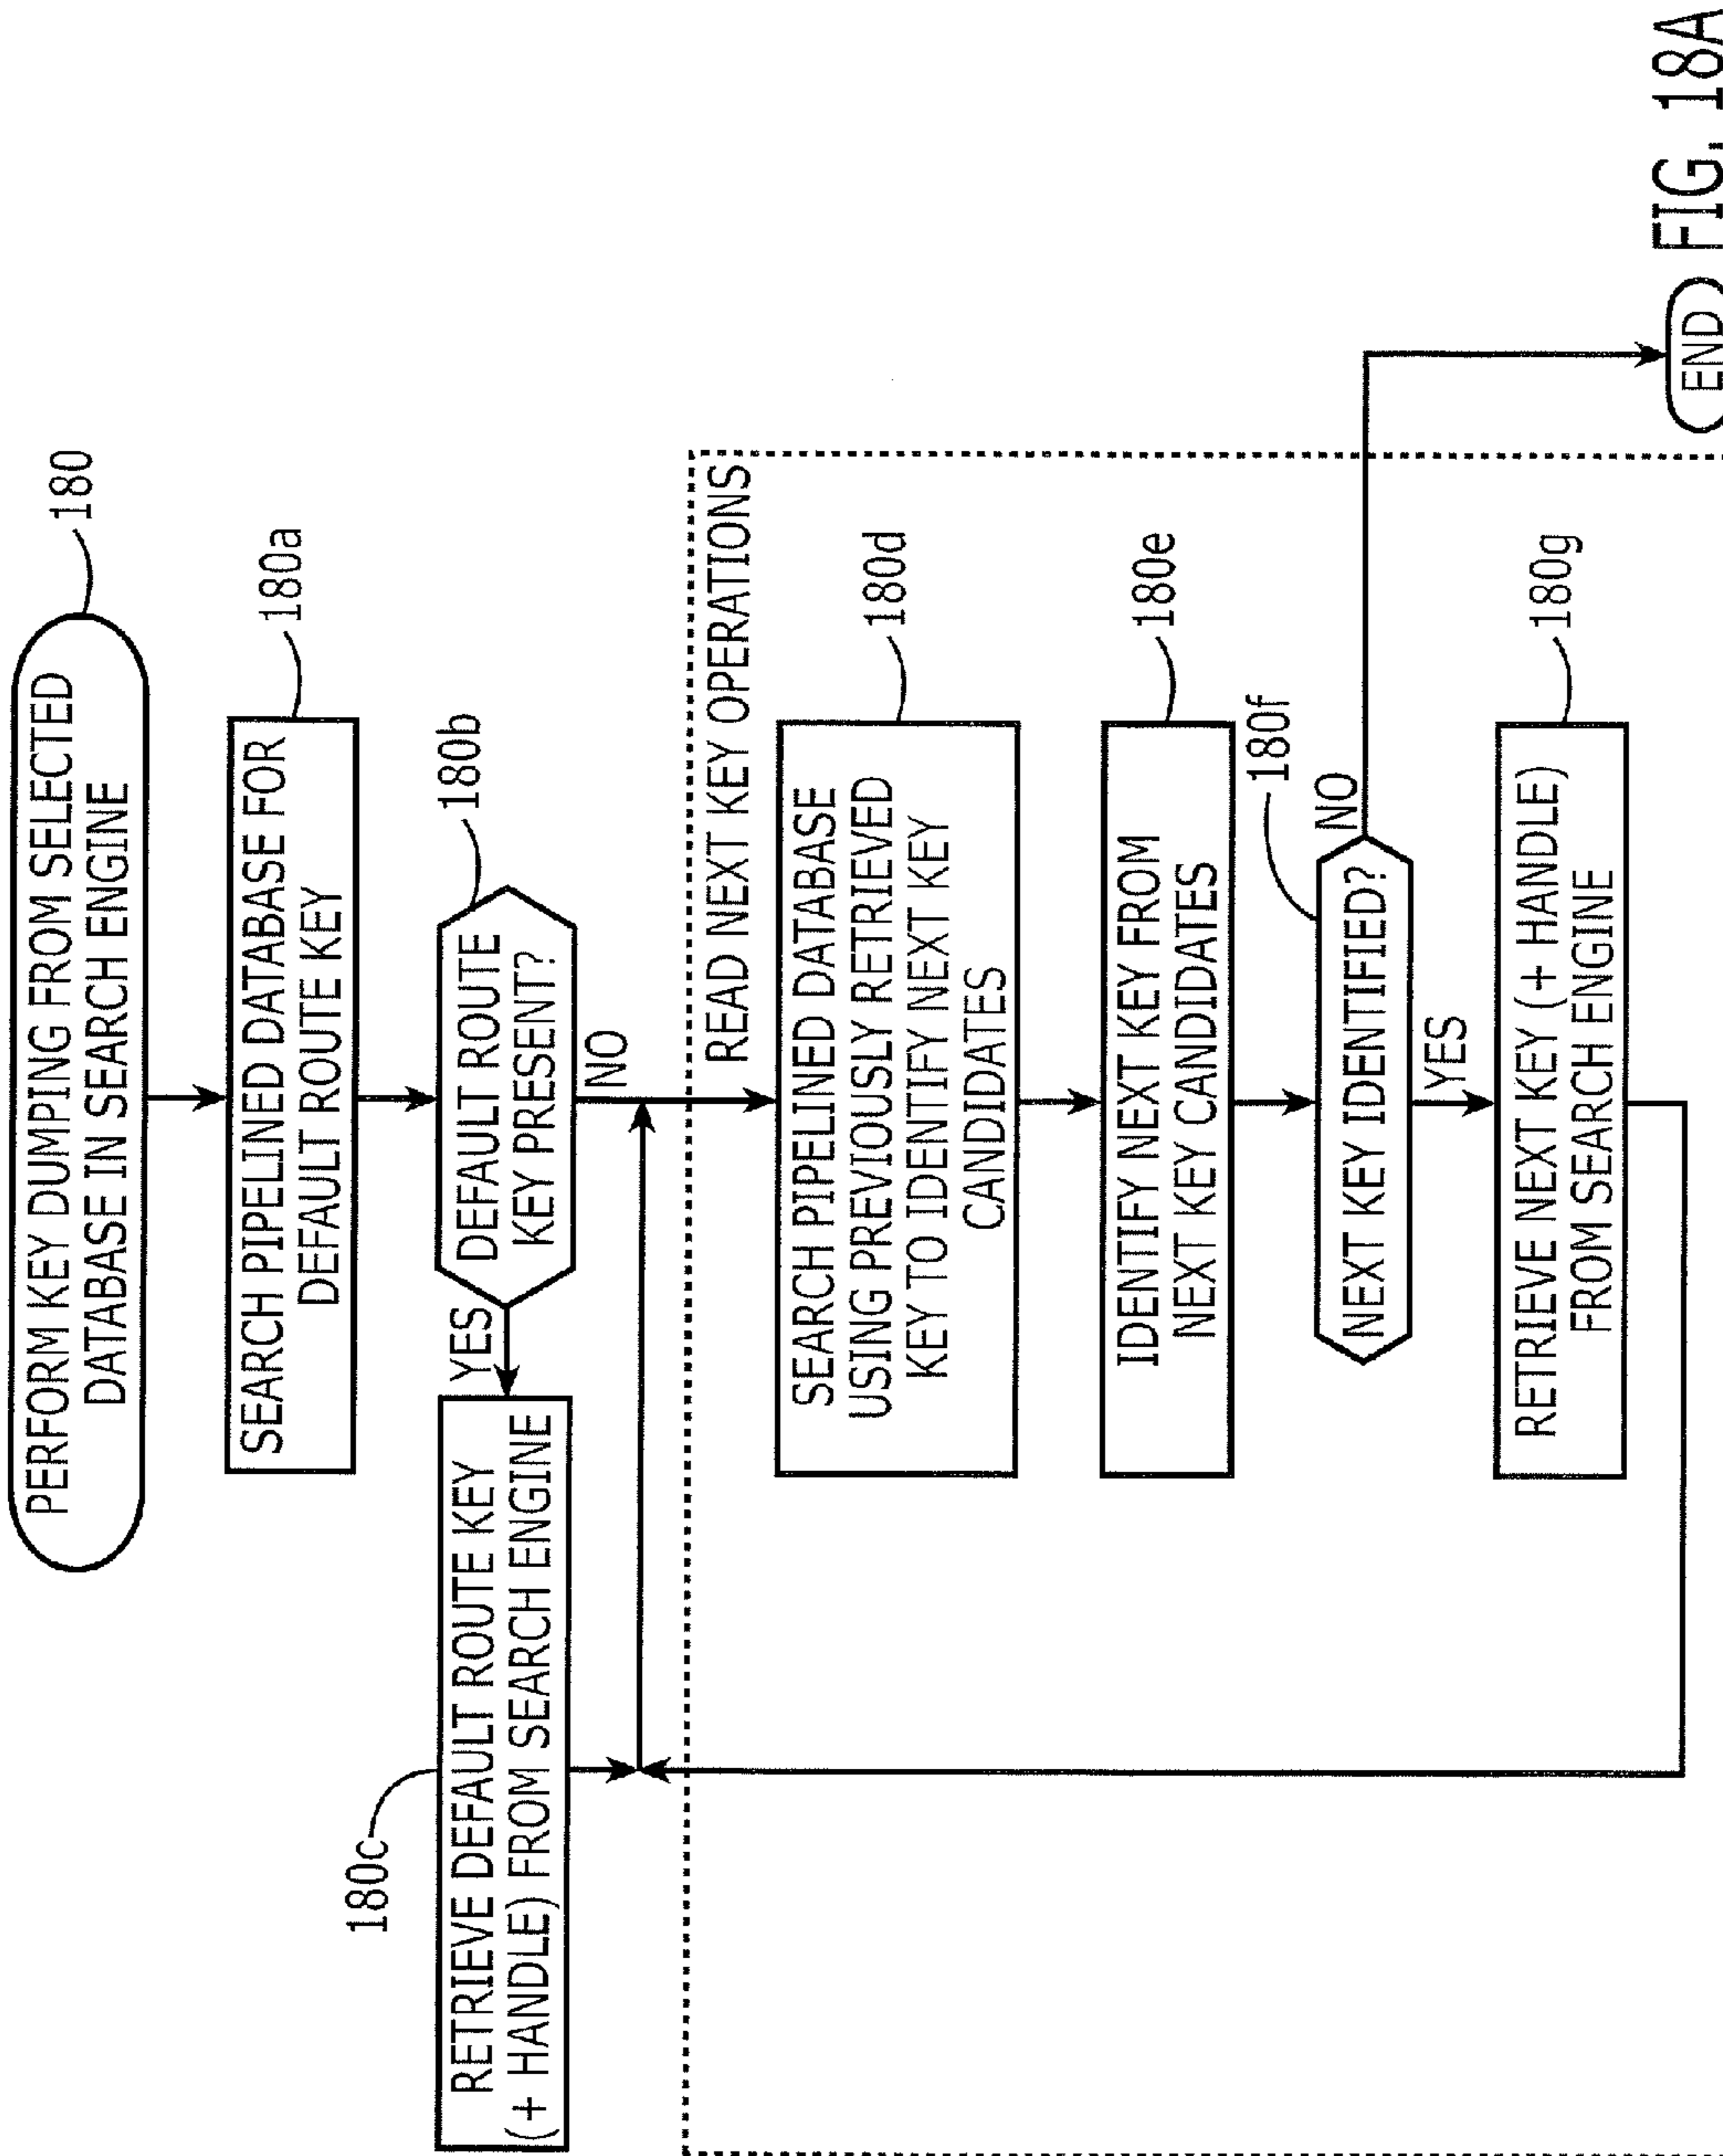 PERFORM KEY DUMPING FROM SELECTED
DATABASE IN SEARCH ENGINE
180
SEARCH PIPELINED DATABASE FOR
DEFAULT ROUTE KEY
180a
DEFAULT ROUTE
KEY PRESENT?
180b
YES
NO
180c
RETRIEVE DEFAULT ROUTE KEY
(+ HANDLE) FROM SEARCH ENGINE
READ NEXT KEY OPERATIONS
SEARCH PIPELINED DATABASE
USING PREVIOUSLY RETRIEVED
KEY TO IDENTIFY NEXT KEY
CANDIDATES
180d
IDENTIFY NEXT KEY FROM
NEXT KEY CANDIDATES
180e
NEXT KEY IDENTIFIED?
180f
NO
YES
RETRIEVE NEXT KEY (+ HANDLE)
FROM SEARCH ENGINE
180g
END
FIG. 18A